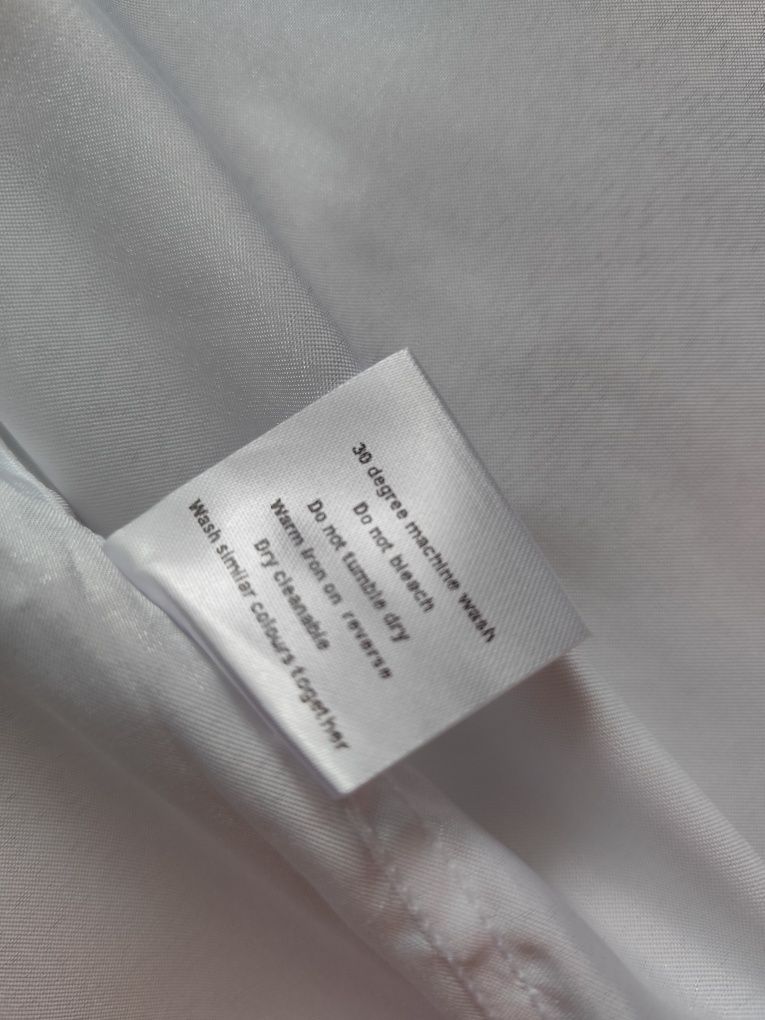 30 degree machine wash
Do not bleach
Do not tumble dry
Warm iron on reverse
Dry cleanable
Wash similar colours together